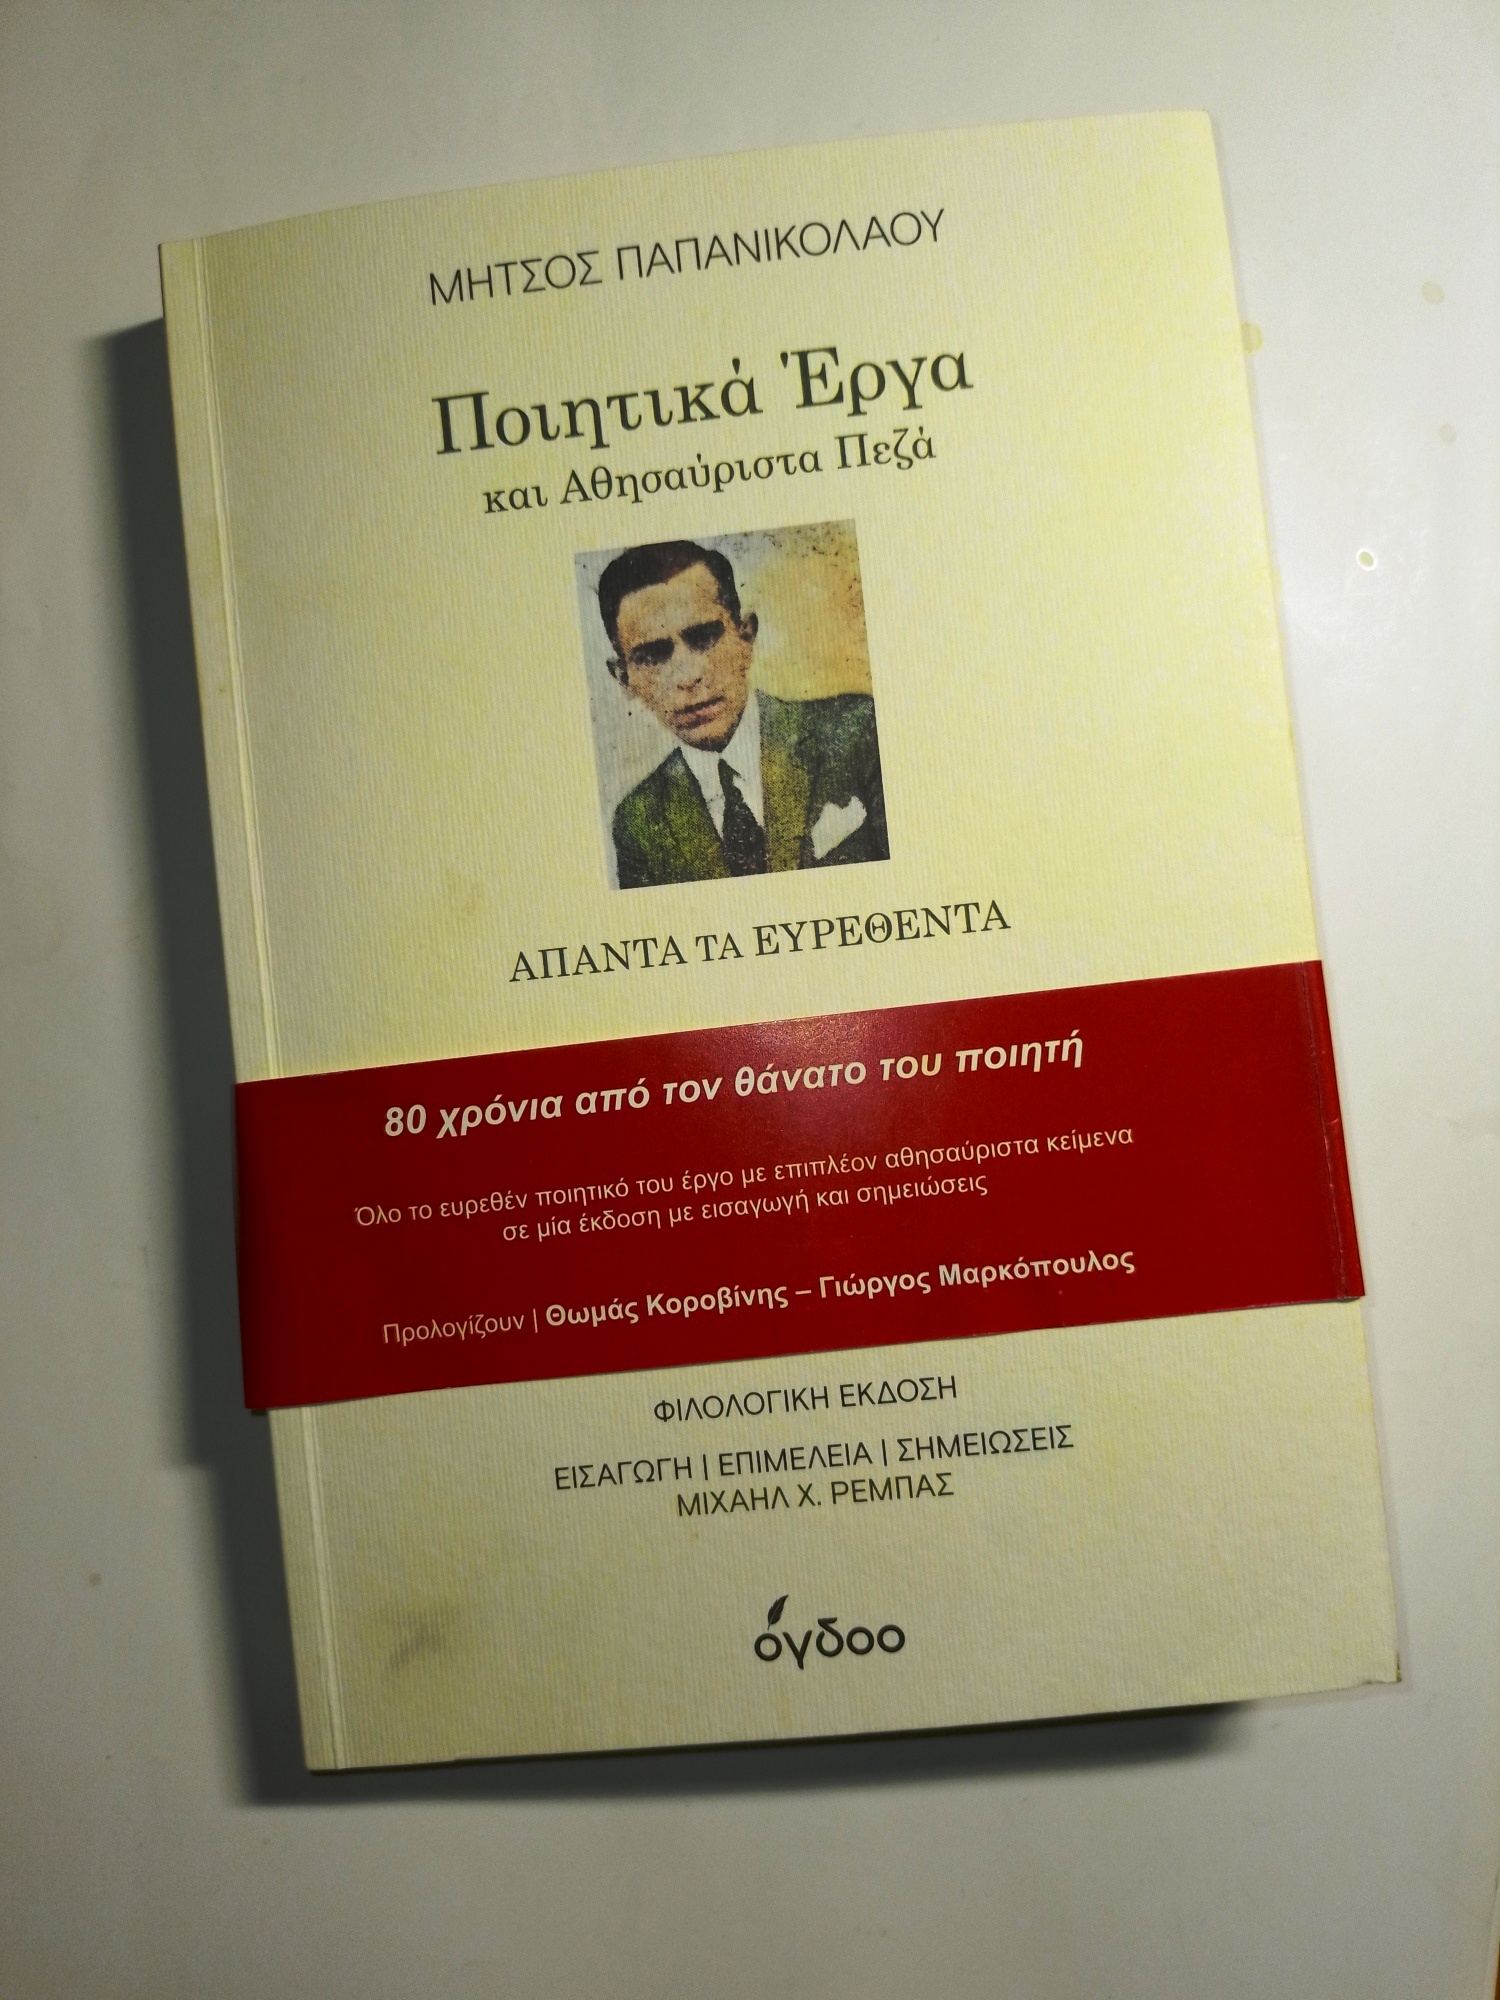 ΜΗΤΣΟΣ ΠΑΠΑΝΙΚΟΛΑΟΥ
Ποιητικά Έργα
και Αθησαύριστα Πεζά
ΑΠΑΝΤΑ ΤΑ ΕΥΡΕΘΕΝΤΑ
80 χρόνια από τον θάνατο του ποιητή
Όλο το ευρεθέν ποιητικό του έργο με επιπλέον αθησαύριστα κείμενα
σε μία έκδοση με εισαγωγή και σημειώσεις
Προλογίζουν | Θωμάς Κοροβίνης – Γιώργος Μαρκόπουλος
ΦΙΛΟΛΟΓΙΚΗ ΕΚΔΟΣΗ
ΕΙΣΑΓΩΓΗ | ΕΠΙΜΕΛΕΙΑ | ΣΗΜΕΙΩΣΕΙΣ
ΜΙΧΑΗΛ Χ. ΡΕΜΠΑΣ
όγδοο